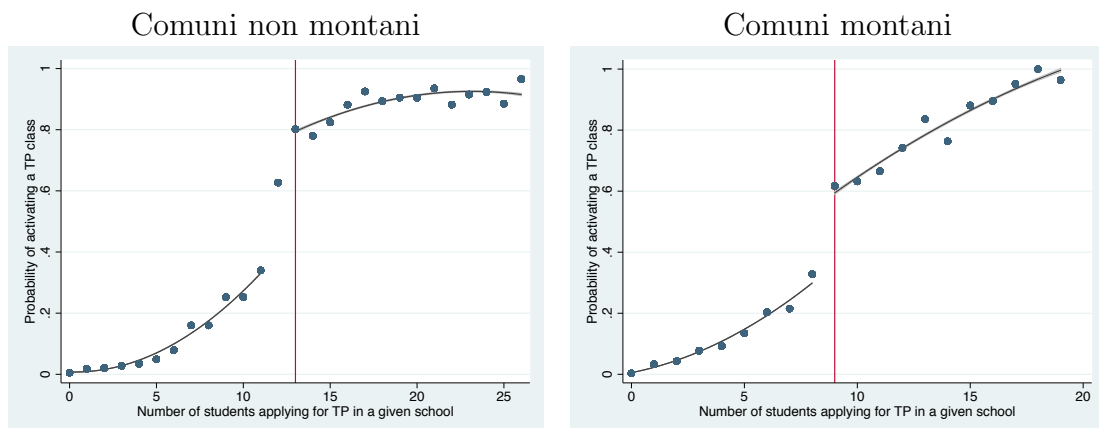 Comuni non montani
Probability of activating a TP class
0 .2 .4 .6 .8 1
0 5 10 15 20 25
Number of students applying for TP in a given school
Comuni montani
Probability of activating a TP class
0 .2 .4 .6 .8 1
0 5 10 15 20
Number of students applying for TP in a given school